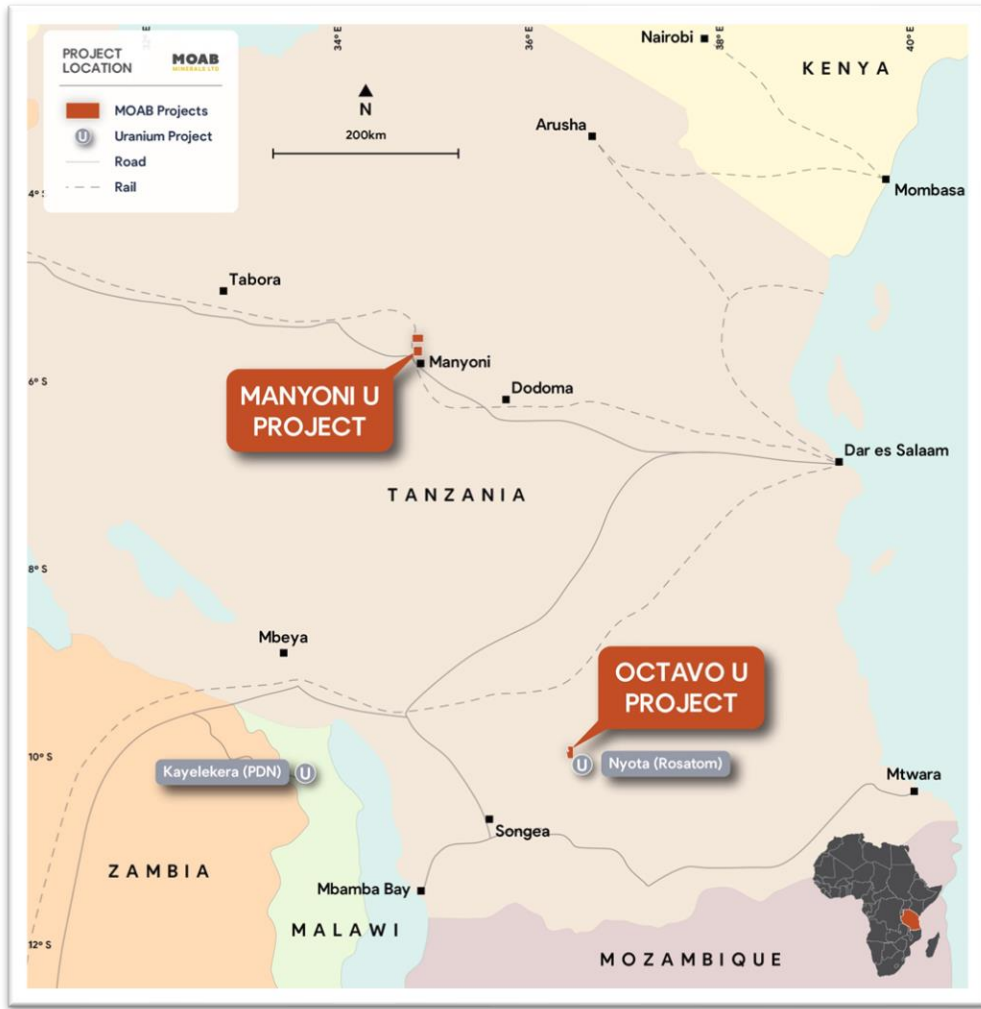 PROJECT
LOCATION
MOAB
MINERALS LTD
MOAB Projects
U Uranium Project
Road
Rail
32° E
34° E
36° E
38° E
40° E
N
200km
Nairobi
KENYA
Arusha
4° S
Mombasa
Tabora
Manyoni
6° S
MANYONI U
PROJECT
Dodoma
Dar es Salaam
TANZANIA
8° S
Mbeya
OCTAVO U
PROJECT
10° S
Kayelekera (PDN) U
U Nyota (Rosatom)
Mtwara
Songea
ZAMBIA
Mbamba Bay
MALAWI
12° S
MOZAMBIQUE